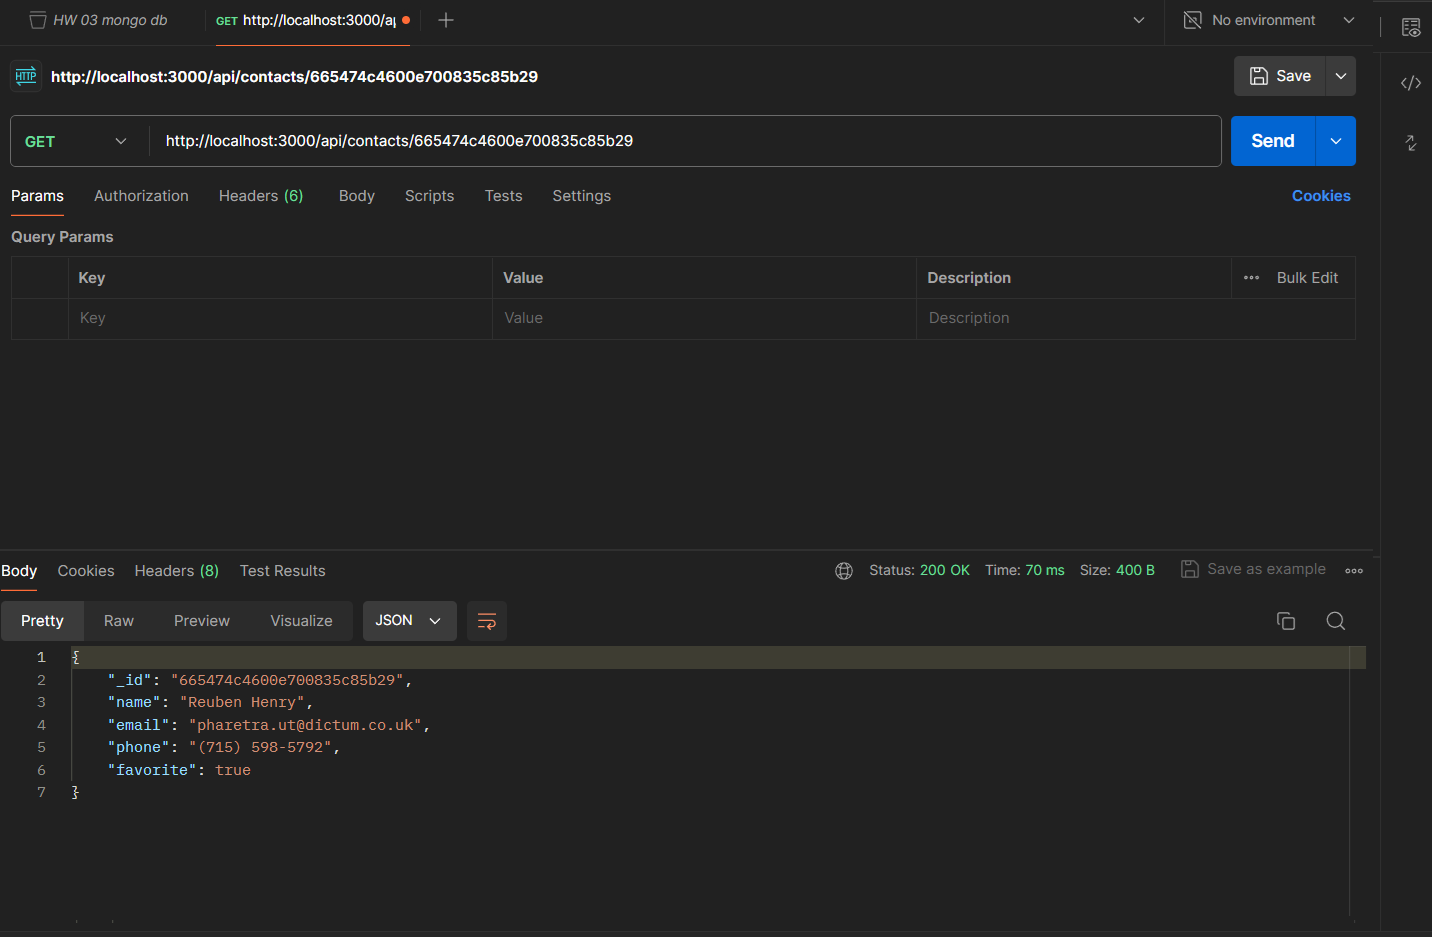 HW 03 mongo db
GET http://localhost:3000/ap
No environment
HTTP http://localhost:3000/api/contacts/665474c4600e700835c85b29
Save
GET http://localhost:3000/api/contacts/665474c4600e700835c85b29
Send
Params Authorization Headers (6) Body Scripts Tests Settings Cookies
Query Params
Key Value Description Bulk Edit
Key Value Description
Body Cookies Headers (8) Test Results Status: 200 OK Time: 70 ms Size: 400 B Save as example
Pretty Raw Preview Visualize JSON
1 {
2 "_id": "665474c4600e700835c85b29",
3 "name": "Reuben Henry",
4 "email": "pharetra.ut@dictum.co.uk",
5 "phone": "(715) 598-5792",
6 "favorite": true
7 }